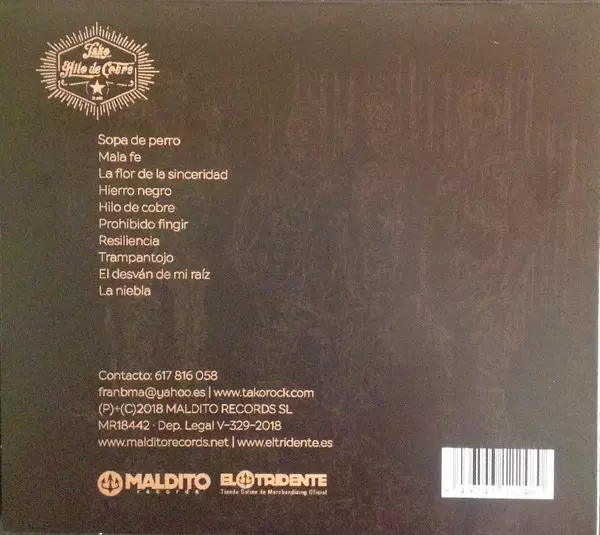 Tako
Hilo de Cobre
Sopa de perro
Mala fe
La flor de la sinceridad
Hierro negro
Hilo de cobre
Prohibido fingir
Resiliencia
Trampantojo
El desván de mi raíz
La niebla
Contacto: 617 816 058
franbma@yahoo.es | www.takorock.com
(P)+(C)2018 MALDITO RECORDS SL
MR18442 · Dep. Legal V-329-2018
www.malditorecords.net | www.eltridente.es
MALDITO
records
EL TRIDENTE
Tienda Online de Merchandising Oficial